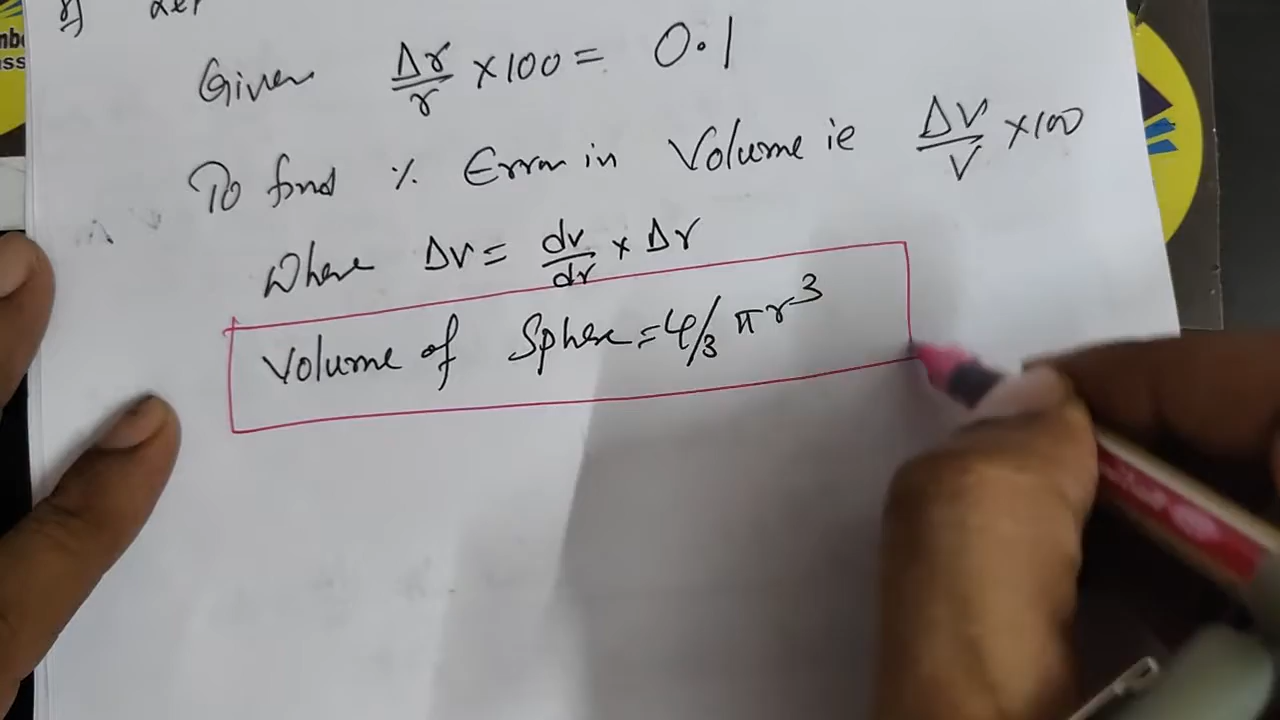 Given Δr/r ×100 = 0.1
To find % Error in Volume ie ΔV/V ×100
Where Δv = dv/dr × Δr
Volume of Sphere = 4/3 πr³